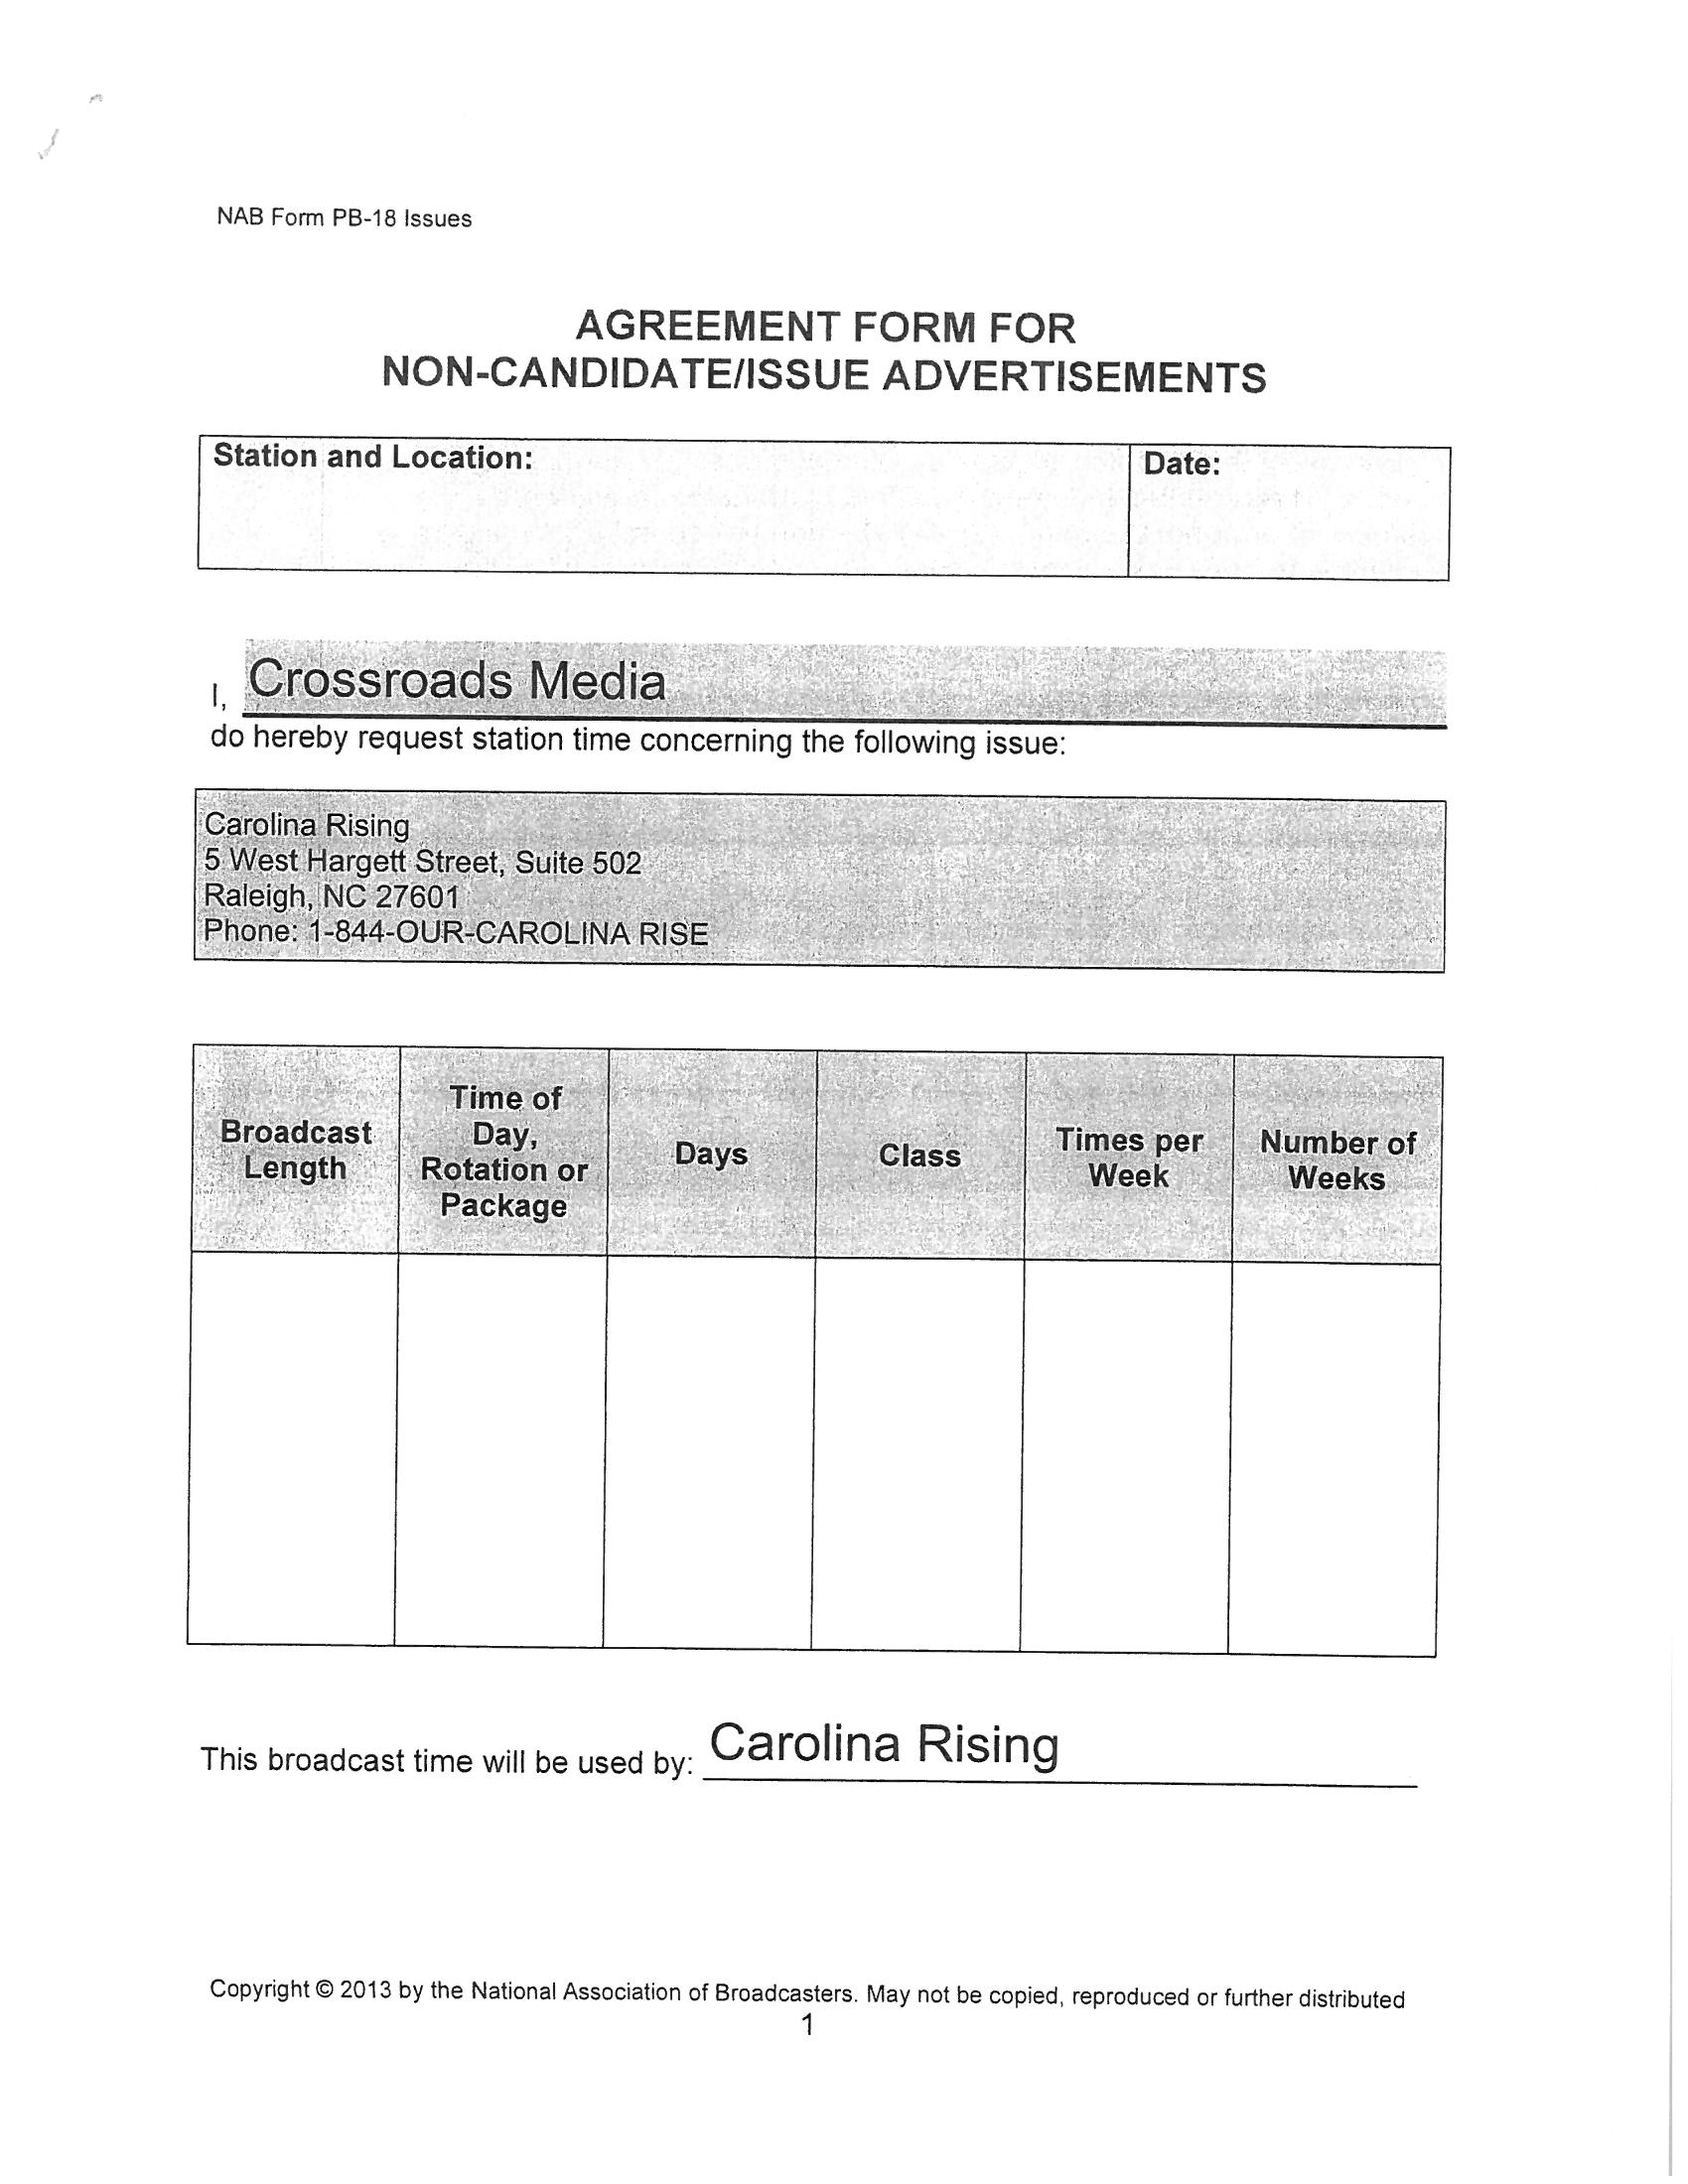 NAB Form PB-18 Issues
AGREEMENT FORM FOR
NON-CANDIDATE/ISSUE ADVERTISEMENTS
Station and Location:
Date:
I, Crossroads Media
do hereby request station time concerning the following issue:
Carolina Rising
5 West Hargett Street, Suite 502
Raleigh, NC 27601
Phone: 1-844-OUR-CAROLINA RISE
Broadcast
Length
Time of
Day,
Rotation or
Package
Days
Class
Times per
Week
Number of
Weeks
This broadcast time will be used by: Carolina Rising
Copyright © 2013 by the National Association of Broadcasters. May not be copied, reproduced or further distributed
1